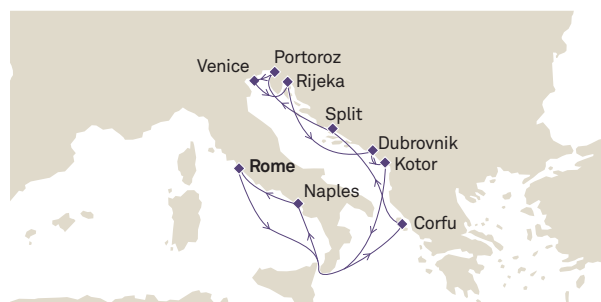 Portoroz
Venice
Rijeka
Split
Dubrovnik
Kotor
Rome
Naples
Corfu